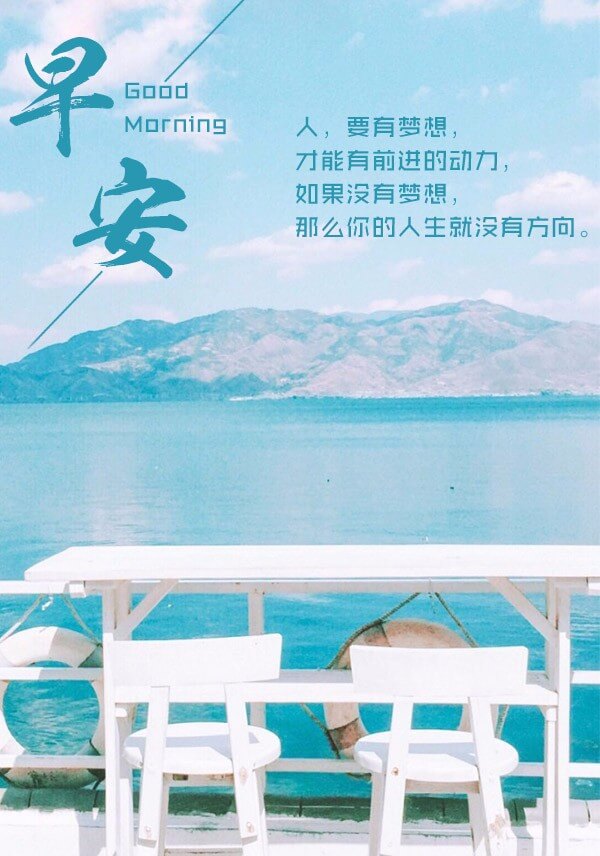 早安
Good
Morning
人，要有梦想，
才能有前进的动力，
如果没有梦想，
那么你的人生就没有方向。